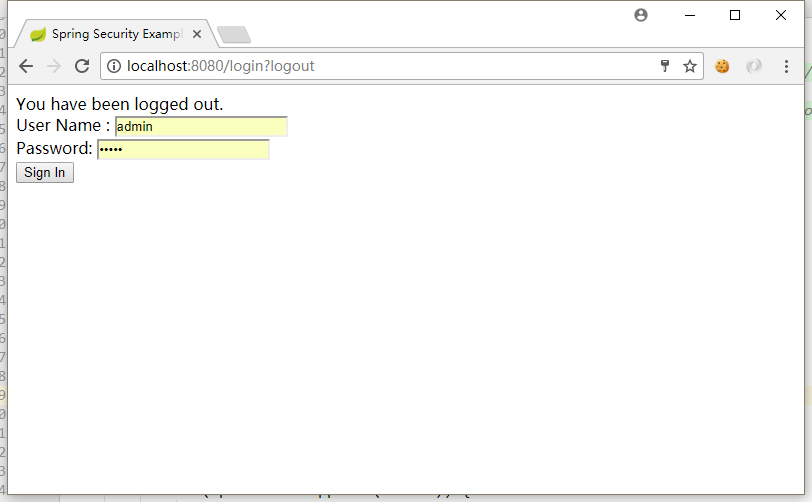 Spring Security Exampl
localhost:8080/login?logout
You have been logged out.
User Name : admin
Password: •••••
Sign In